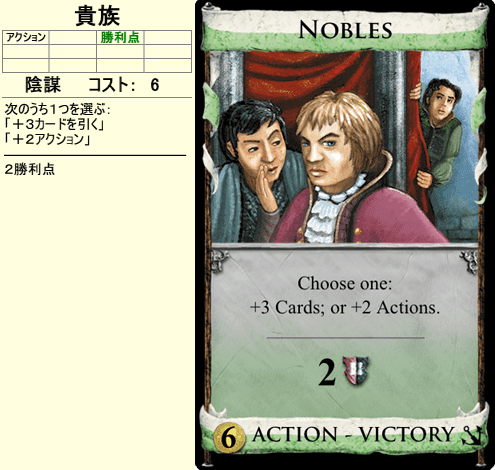 貴族
アクション 勝利点
陰謀 コスト： 6
次のうち1つを選ぶ：
「＋3カードを引く」
「＋2アクション」
2勝利点
NOBLES
Choose one:
+3 Cards; or +2 Actions.
2
6 ACTION - VICTORY